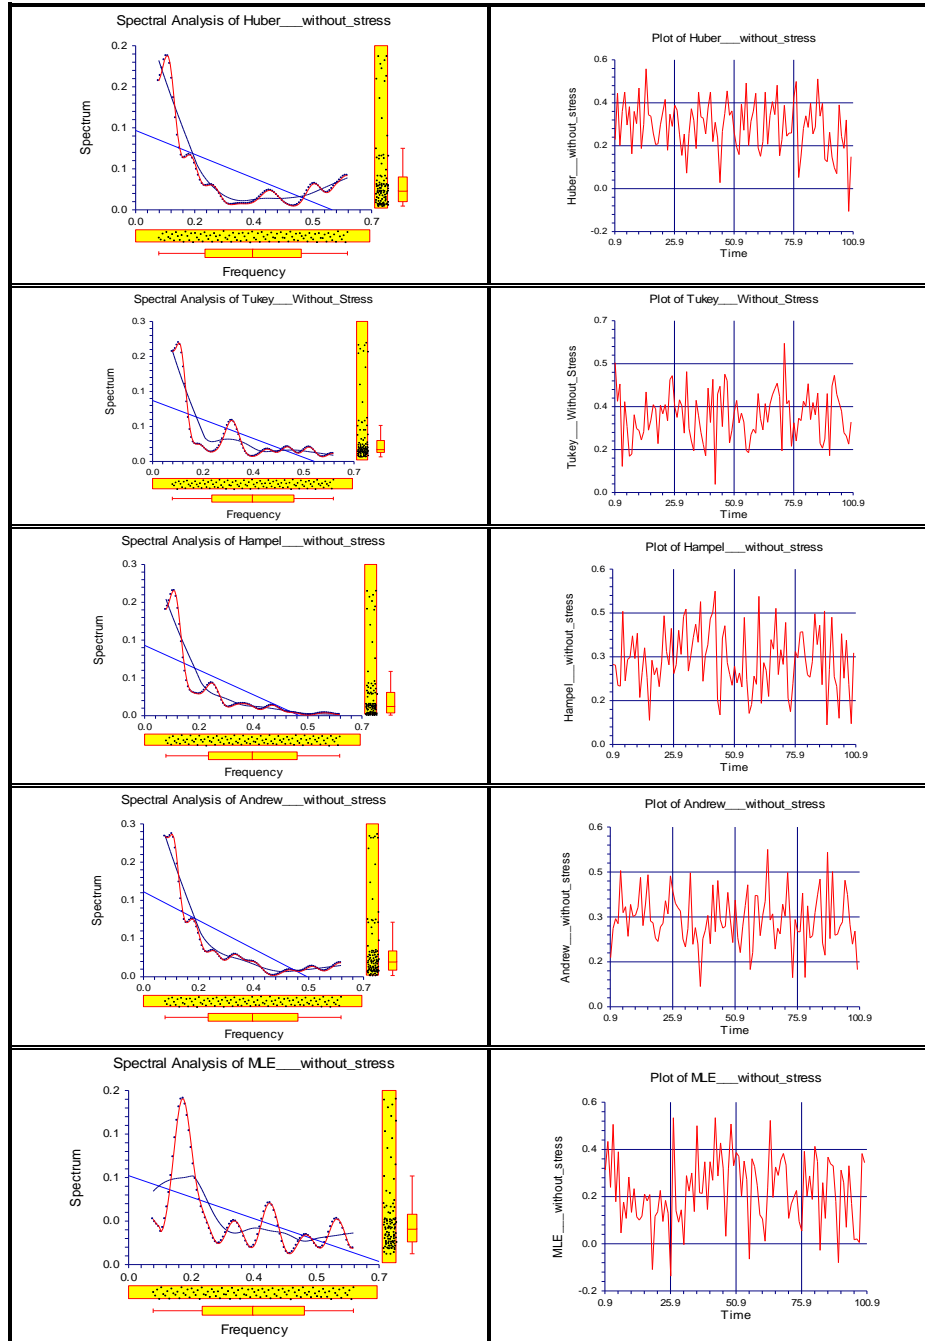 Spectral Analysis of Huber___without_stress
0.2
0.2
0.1
0.1
0.0
Spectrum
0.0 0.2 0.4 0.6 0.7
Frequency
Plot of Huber___without_stress
0.6
0.4
0.2
0.0
-0.2
Huber___without_stress
0.9 25.9 50.9 75.9 100.9
Time
Spectral Analysis of Tukey___Without_Stress
0.3
0.3
0.2
0.1
0.1
0.0
Spectrum
0.0 0.2 0.4 0.5 0.7
Frequency
Plot of Tukey___Without_Stress
0.7
0.5
0.4
0.2
0.0
Tukey___Without_Stress
0.9 25.9 50.9 75.9 100.9
Time
Spectral Analysis of Hampel___without_stress
0.3
0.2
0.1
0.1
0.0
Spectrum
0.0 0.2 0.4 0.5 0.7
Frequency
Plot of Hampel___without_stress
0.6
0.5
0.3
0.2
0.0
Hampel___without_stress
0.9 25.9 50.9 75.9 100.9
Time
Spectral Analysis of Andrew___without_stress
0.3
0.2
0.1
0.1
0.0
Spectrum
0.0 0.2 0.4 0.5 0.7
Frequency
Plot of Andrew___without_stress
0.6
0.5
0.3
0.2
0.0
Andrew___without_stress
0.9 25.9 50.9 75.9 100.9
Time
Spectral Analysis of MLE___without_stress
0.2
0.1
0.1
0.0
0.0
Spectrum
0.0 0.2 0.4 0.5 0.7
Frequency
Plot of MLE___without_stress
0.6
0.4
0.2
0.0
-0.2
MLE___without_stress
0.9 25.9 50.9 75.9 100.9
Time